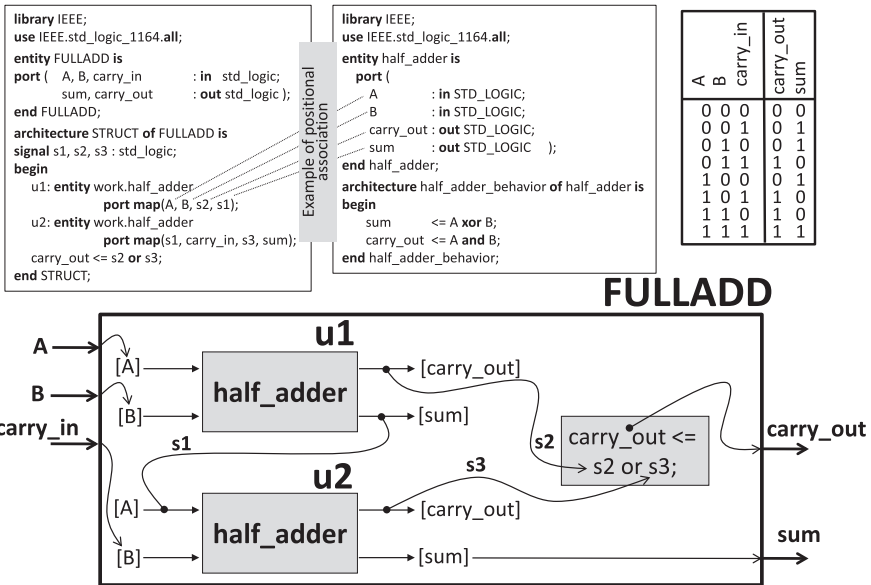 library IEEE;
use IEEE.std_logic_1164.all;
entity FULLADD is
port ( A, B, carry_in : in std_logic;
sum, carry_out : out std_logic );
end FULLADD;
architecture STRUCT of FULLADD is
signal s1, s2, s3 : std_logic;
begin
u1: entity work.half_adder
port map(A, B, s2, s1);
u2: entity work.half_adder
port map(s1, carry_in, s3, sum);
carry_out <= s2 or s3;
end STRUCT;
Example of positional
association
library IEEE;
use IEEE.std_logic_1164.all;
entity half_adder is
port (
A : in STD_LOGIC;
B : in STD_LOGIC;
carry_out : out STD_LOGIC;
sum : out STD_LOGIC );
end half_adder;
architecture half_adder_behavior of half_adder is
begin
sum <= A xor B;
carry_out <= A and B;
end half_adder_behavior;
A B carry_in carry_out sum
0 0 0 0 0
0 0 1 0 1
0 1 0 0 1
0 1 1 1 0
1 0 0 0 1
1 0 1 1 0
1 1 0 1 0
1 1 1 1 1
FULLADD
u1
A
[A]
half_adder
[carry_out]
B
[B]
[sum]
carry_in
s1
s2
carry_out <=
s2 or s3;
carry_out
u2
s3
[A]
half_adder
[carry_out]
[B]
[sum]
sum